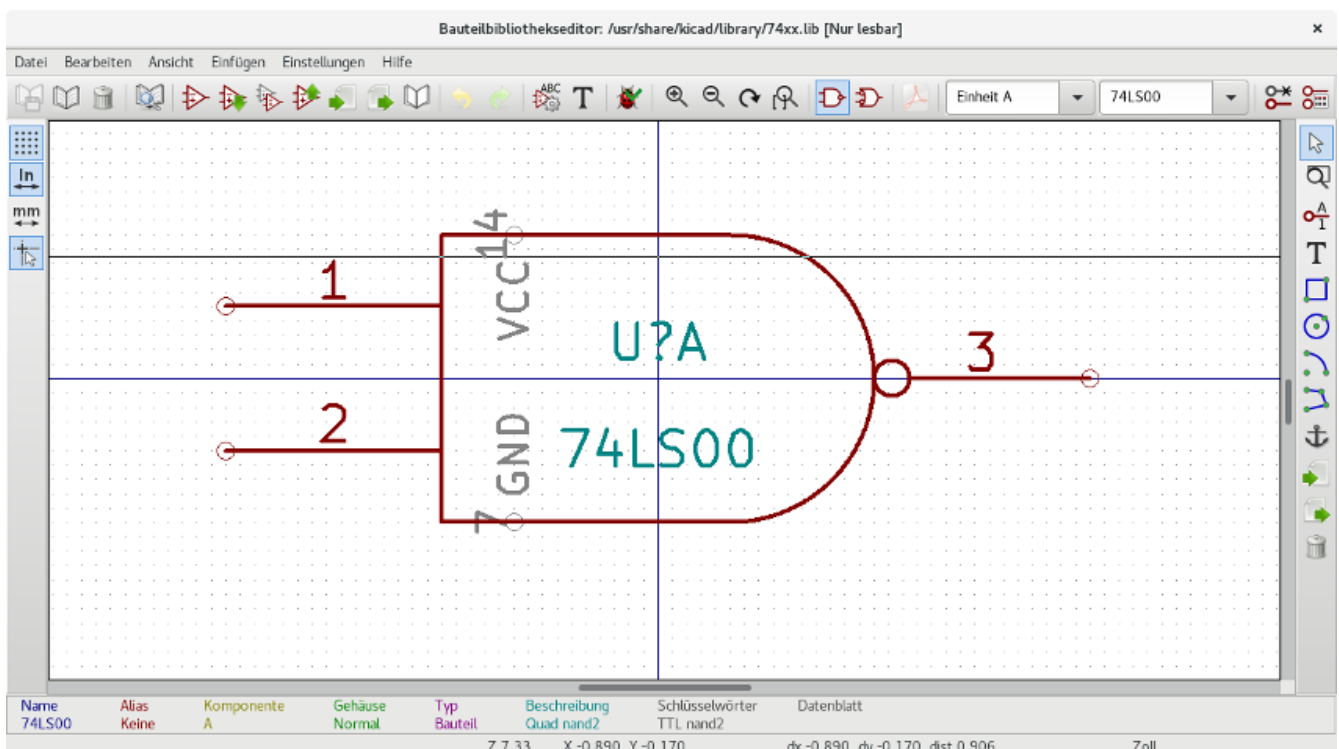 Bauteilbibliothekseditor: /usr/share/kicad/library/74xx.lib [Nur lesbar]
Datei Bearbeiten Ansicht Einfügen Einstellungen Hilfe
ABC T Einheit A 74LS00
In
mm
A
1
T
14
VCC
1
U?A
3
2
GND
74LS00
7
Name Alias Komponente Gehäuse Typ Beschreibung Schlüsselwörter Datenblatt
74LS00 Keine A Normal Bauteil Quad nand2 TTL nand2
Z 7.33 X -0.890 Y -0.170 dx -0.890 dy -0.170 dist 0.906 Zoll